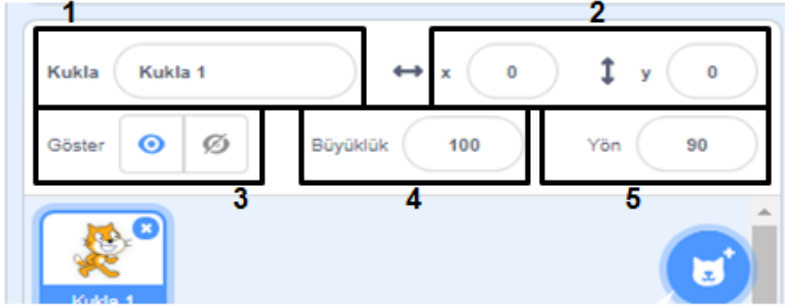 1 2
Kukla Kukla 1 x 0 y 0
Göster Büyüklük 100 Yön 90
3 4 5
Kukla 1